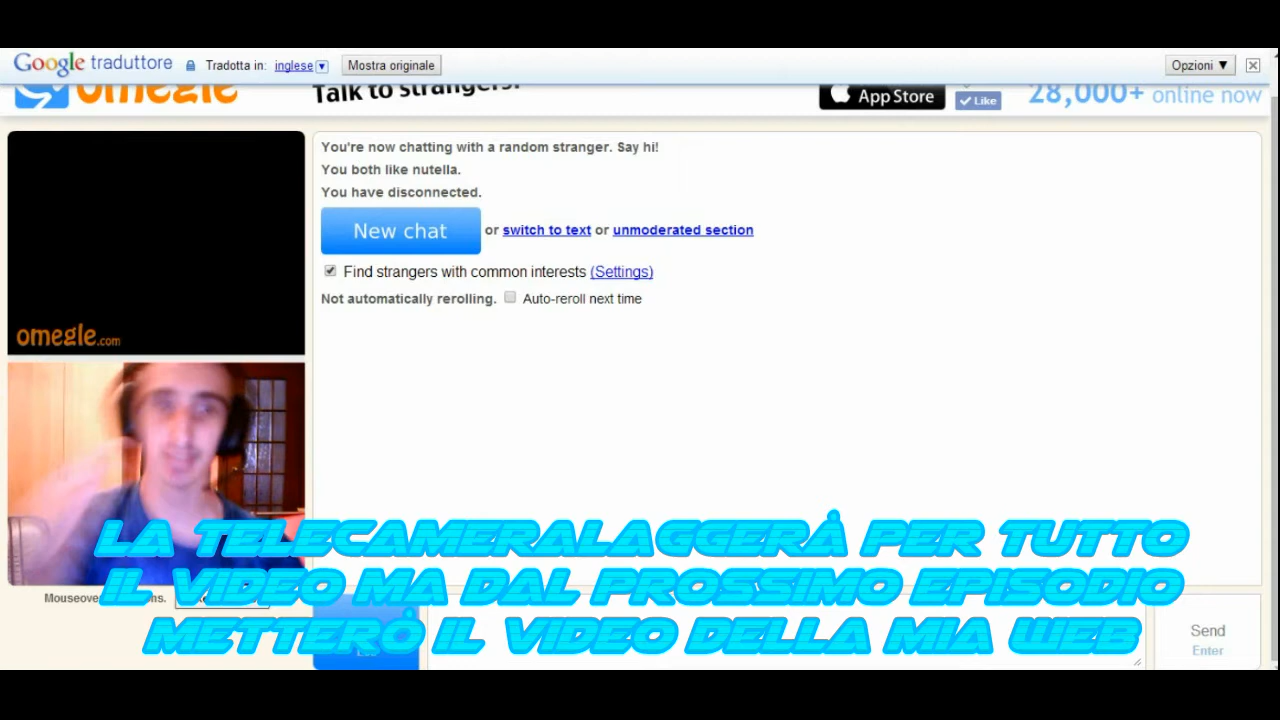 Google traduttore Tradotta in: inglese Mostra originale Opzioni ▼
omegle Talk to strangers! App Store Like 28,000+ online now
You're now chatting with a random stranger. Say hi!
You both like nutella.
You have disconnected.
New chat or switch to text or unmoderated section
Find strangers with common interests (Settings)
Not automatically rerolling. Auto-reroll next time
omegle.com
LA TELECAMERALAGGERÀ PER TUTTO
IL VIDEO MA DAL PROSSIMO EPISODIO
METTERÒ IL VIDEO DELLA MIA WEB
Send
Enter